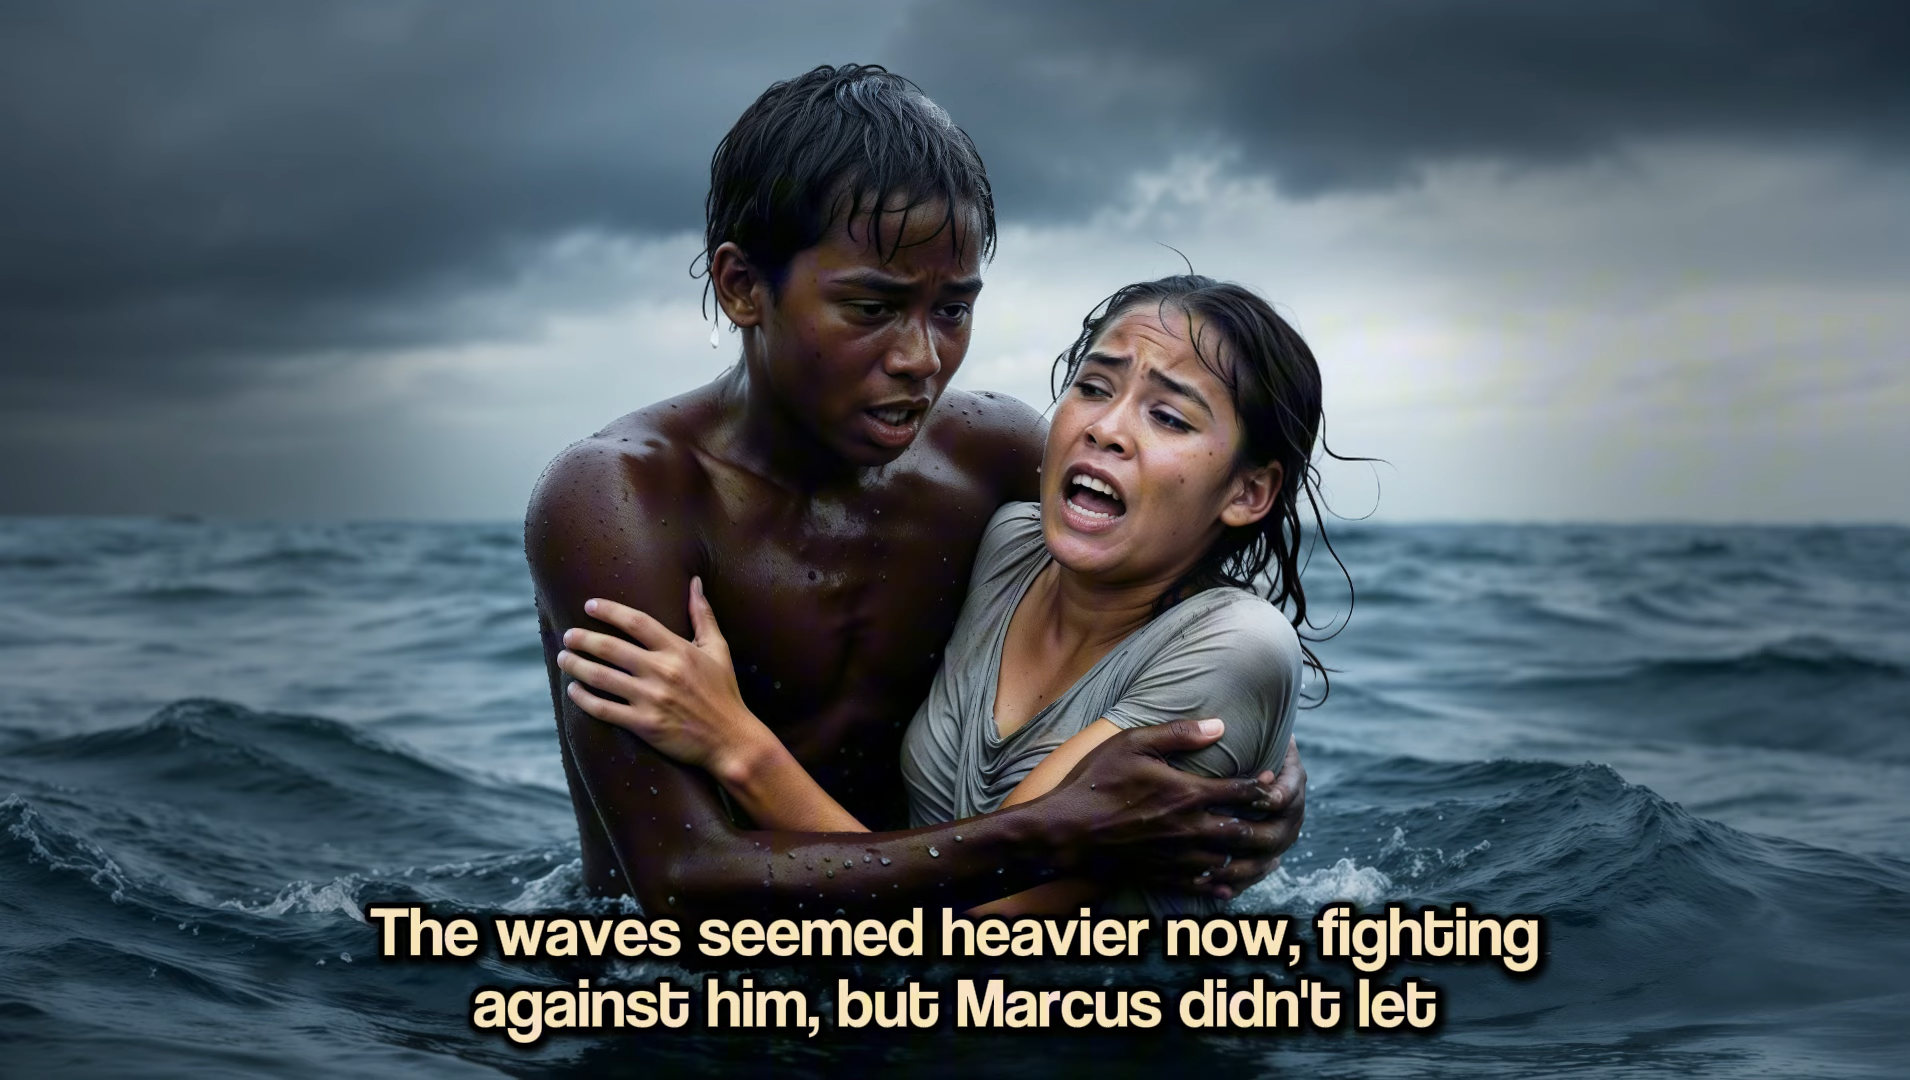 The waves seemed heavier now, fighting
against him, but Marcus didn't let